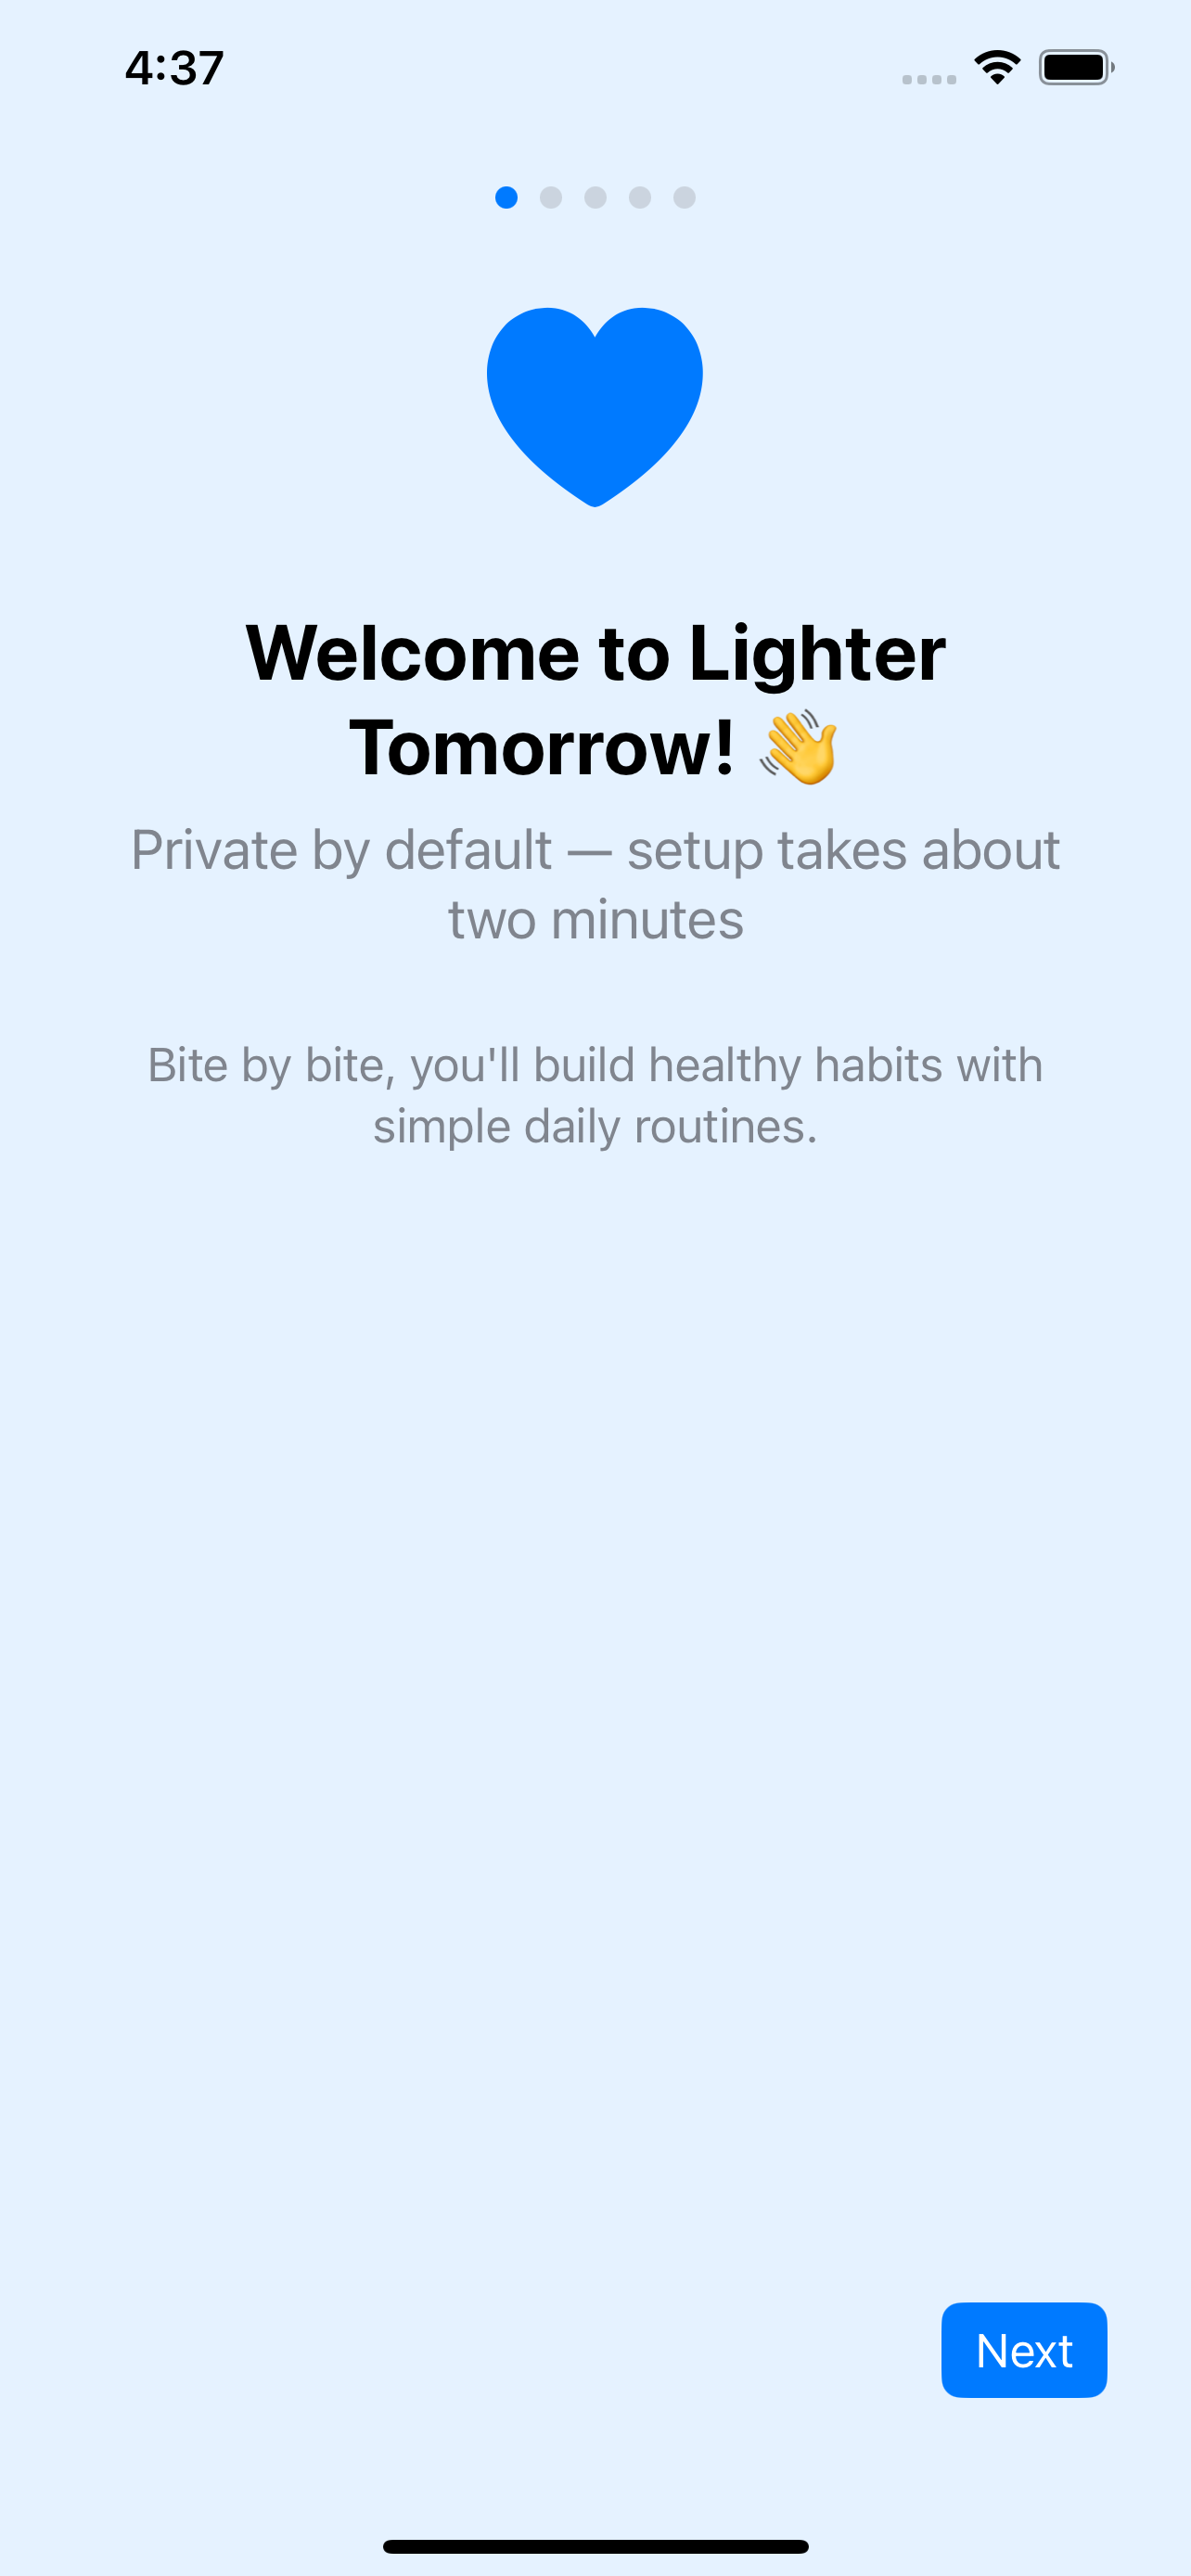 4:37
Welcome to Lighter
Tomorrow! 👋
Private by default — setup takes about
two minutes
Bite by bite, you'll build healthy habits with
simple daily routines.
Next